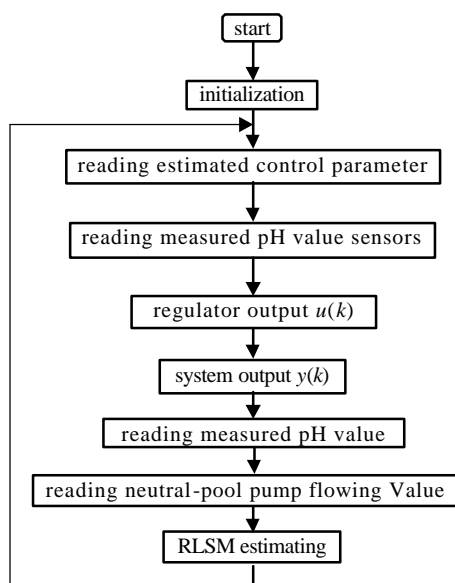 start
initialization
reading estimated control parameter
reading measured pH value sensors
regulator output u(k)
system output y(k)
reading measured pH value
reading neutral-pool pump flowing Value
RLSM estimating